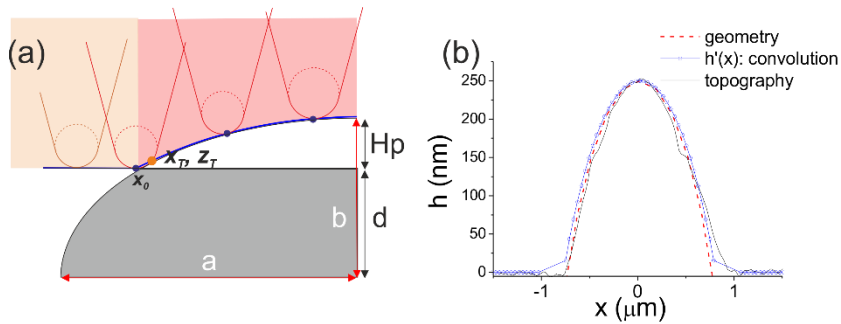 (a)
x_T, z_T
x_0
Hp
b
d
a
(b)
geometry
h'(x): convolution
topography
h (nm)
250
200
150
100
50
0
-1
0
1
x (μm)